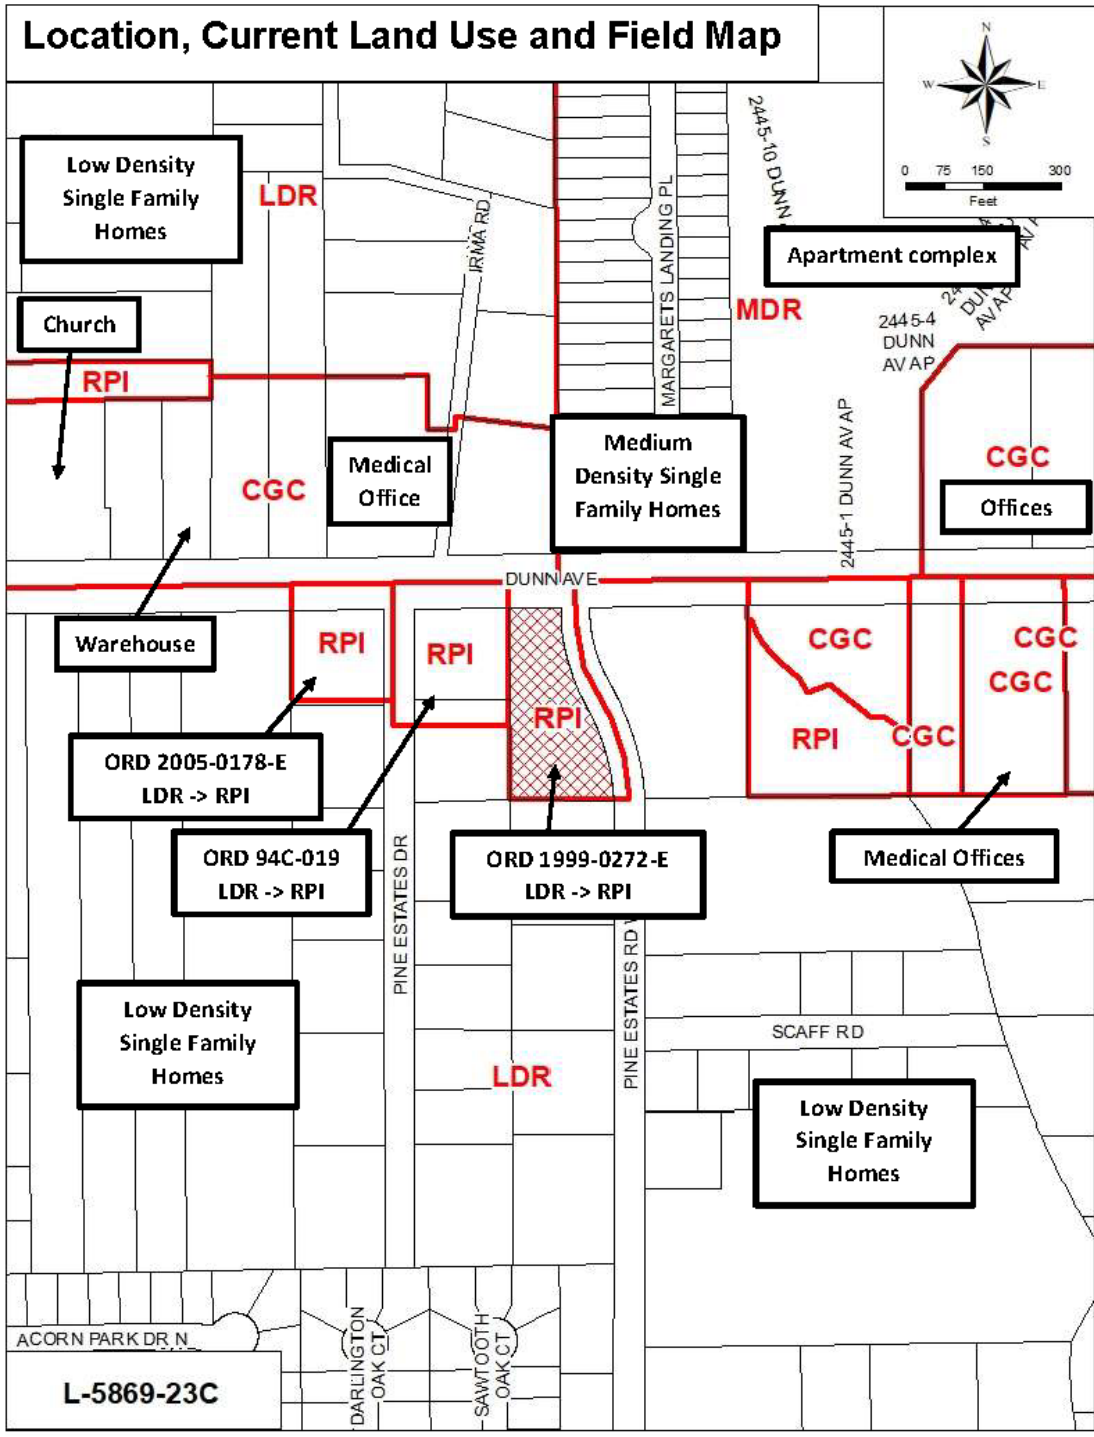 Location, Current Land Use and Field Map
N
W E
S
0 75 150 300
Feet
Low Density
Single Family
Homes
LDR
IRMA RD
MARGARETS LANDING PL
2445-10 DUNN
Apartment complex
AV AP
MDR
2445-4
DUNN
AV AP
DUN
AV AP
Church
RPI
CGC
Medical
Office
Medium
Density Single
Family Homes
2445-1 DUNN AV AP
CGC
Offices
DUNN AVE
Warehouse
RPI
RPI
RPI
CGC
RPI
CGC
CGC
CGC
ORD 2005-0178-E
LDR -> RPI
ORD 94C-019
LDR -> RPI
ORD 1999-0272-E
LDR -> RPI
Medical Offices
PINE ESTATES DR
PINE ESTATES RD W
Low Density
Single Family
Homes
LDR
SCAFF RD
Low Density
Single Family
Homes
ACORN PARK DR N
DARLINGTON
OAK CT
SAWTOOTH
OAK CT
L-5869-23C